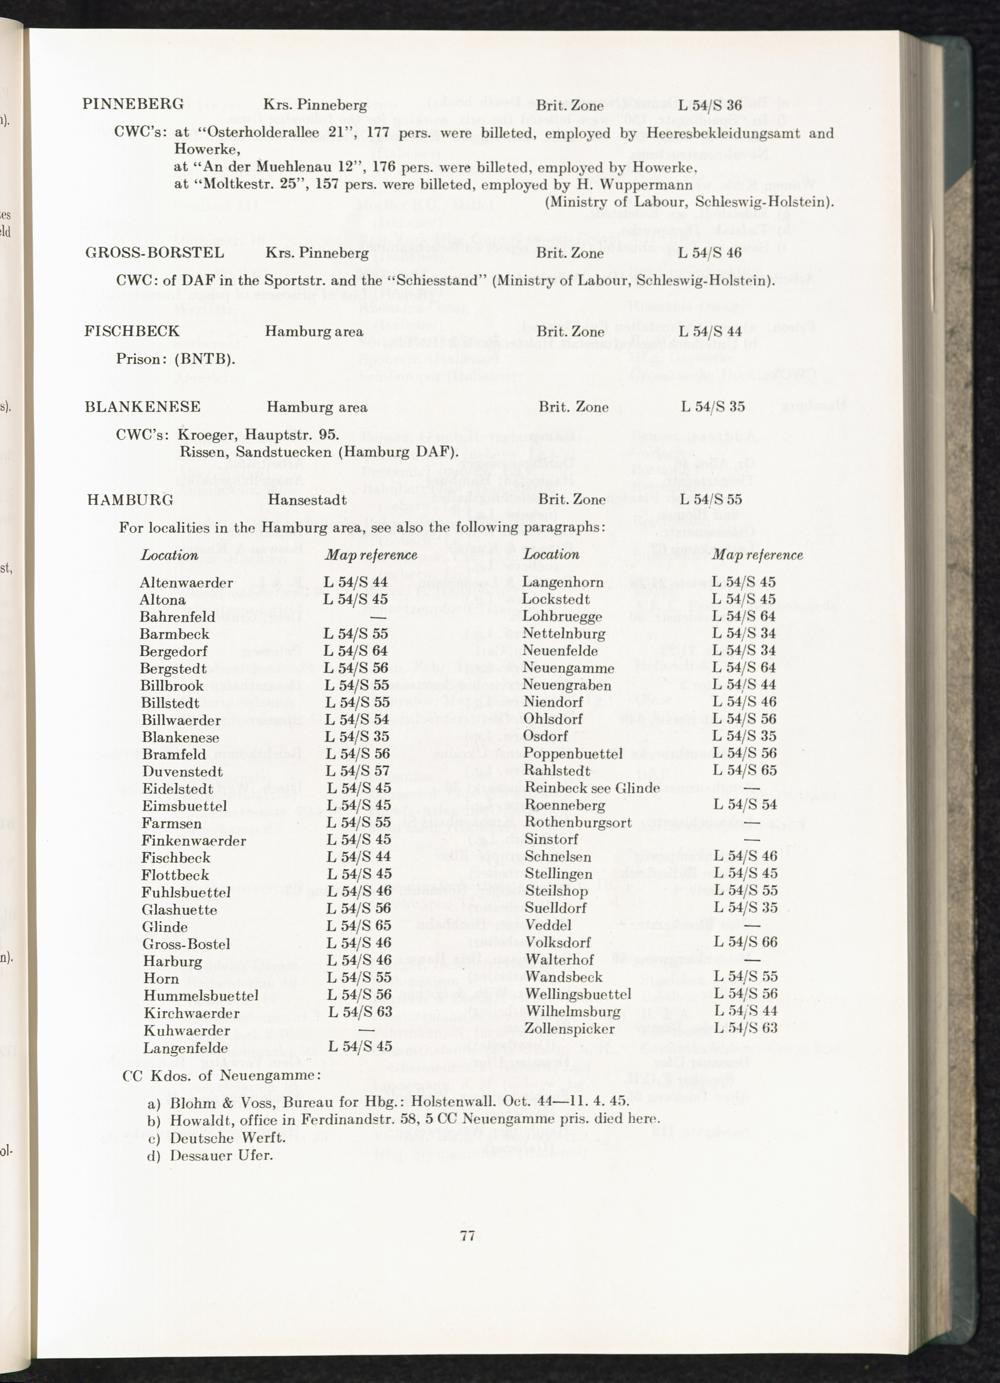 PINNEBERG Krs. Pinneberg Brit. Zone L 54/S 36
CWC's: at “Osterholderallee 21”, 177 pers. were billeted, employed by Heeresbekleidungsamt and
Howerke,
at “An der Muehlenau 12”, 176 pers. were billeted, employed by Howerke,
at “Moltkestr. 25”, 157 pers. were billeted, employed by H. Wuppermann
(Ministry of Labour, Schleswig-Holstein).
GROSS-BORSTEL Krs. Pinneberg Brit. Zone L 54/S 46
CWC: of DAF in the Sportstr. and the “Schiesstand” (Ministry of Labour, Schleswig-Holstein).
FISCHBECK Hamburg area Brit. Zone L 54/S 44
Prison: (BNTB).
BLANKENESE Hamburg area Brit. Zone L 54/S 35
CWC's: Kroeger, Hauptstr. 95.
Rissen, Sandstuecken (Hamburg DAF).
HAMBURG Hansestadt Brit. Zone L 54/S 55
For localities in the Hamburg area, see also the following paragraphs:
Location Map reference Location Map reference
Altenwaerder L 54/S 44 Langenhorn L 54/S 45
Altona L 54/S 45 Lockstedt L 54/S 45
Bahrenfeld — Lohbruegge L 54/S 64
Barmbeck L 54/S 55 Nettelnburg L 54/S 34
Bergedorf L 54/S 64 Neuenfelde L 54/S 34
Bergstedt L 54/S 56 Neuengamme L 54/S 64
Billbrook L 54/S 55 Neuengraben L 54/S 44
Billstedt L 54/S 55 Niendorf L 54/S 46
Billwaerder L 54/S 54 Ohlsdorf L 54/S 56
Blankenese L 54/S 35 Osdorf L 54/S 35
Bramfeld L 54/S 56 Poppenbuettel L 54/S 56
Duvenstedt L 54/S 57 Rahlstedt L 54/S 65
Eidelstedt L 54/S 45 Reinbeck see Glinde —
Eimsbuettel L 54/S 45 Roenneberg L 54/S 54
Farmsen L 54/S 55 Rothenburgsort —
Finkenwaerder L 54/S 45 Sinstorf —
Fischbeck L 54/S 44 Schnelsen L 54/S 46
Flottbeck L 54/S 45 Stellingen L 54/S 45
Fuhlsbuettel L 54/S 46 Steilshop L 54/S 55
Glashuette L 54/S 56 Suelldorf L 54/S 35
Glinde L 54/S 65 Veddel —
Gross-Bostel L 54/S 46 Volksdorf L 54/S 66
Harburg L 54/S 46 Walterhof —
Horn L 54/S 55 Wandsbeck L 54/S 55
Hummelsbuettel L 54/S 56 Wellingsbuettel L 54/S 56
Kirchwaerder L 54/S 63 Wilhelmsburg L 54/S 44
Kuhwaerder — Zollenspicker L 54/S 63
Langenfelde L 54/S 45
CC Kdos. of Neuengamme:
a) Blohm & Voss, Bureau for Hbg.: Holstenwall. Oct. 44—11. 4. 45.
b) Howaldt, office in Ferdinandstr. 58, 5 CC Neuengamme pris. died here.
c) Deutsche Werft.
d) Dessauer Ufer.
77